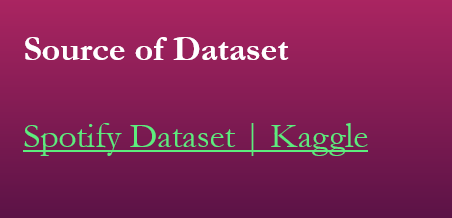 Source of Dataset
Spotify Dataset | Kaggle